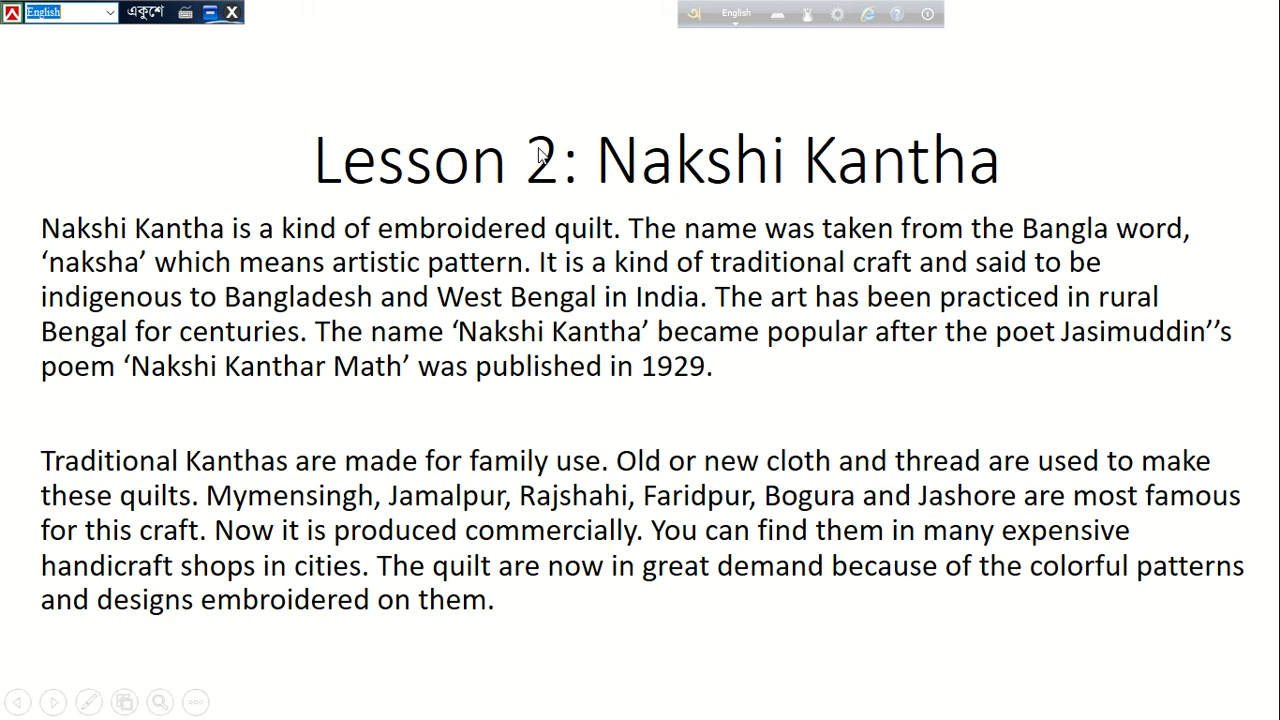 English
একুশে
X
English
Lesson 2: Nakshi Kantha
Nakshi Kantha is a kind of embroidered quilt. The name was taken from the Bangla word,
‘naksha’ which means artistic pattern. It is a kind of traditional craft and said to be
indigenous to Bangladesh and West Bengal in India. The art has been practiced in rural
Bengal for centuries. The name ‘Nakshi Kantha’ became popular after the poet Jasimuddin’’s
poem ‘Nakshi Kanthar Math’ was published in 1929.
Traditional Kanthas are made for family use. Old or new cloth and thread are used to make
these quilts. Mymensingh, Jamalpur, Rajshahi, Faridpur, Bogura and Jashore are most famous
for this craft. Now it is produced commercially. You can find them in many expensive
handicraft shops in cities. The quilt are now in great demand because of the colorful patterns
and designs embroidered on them.